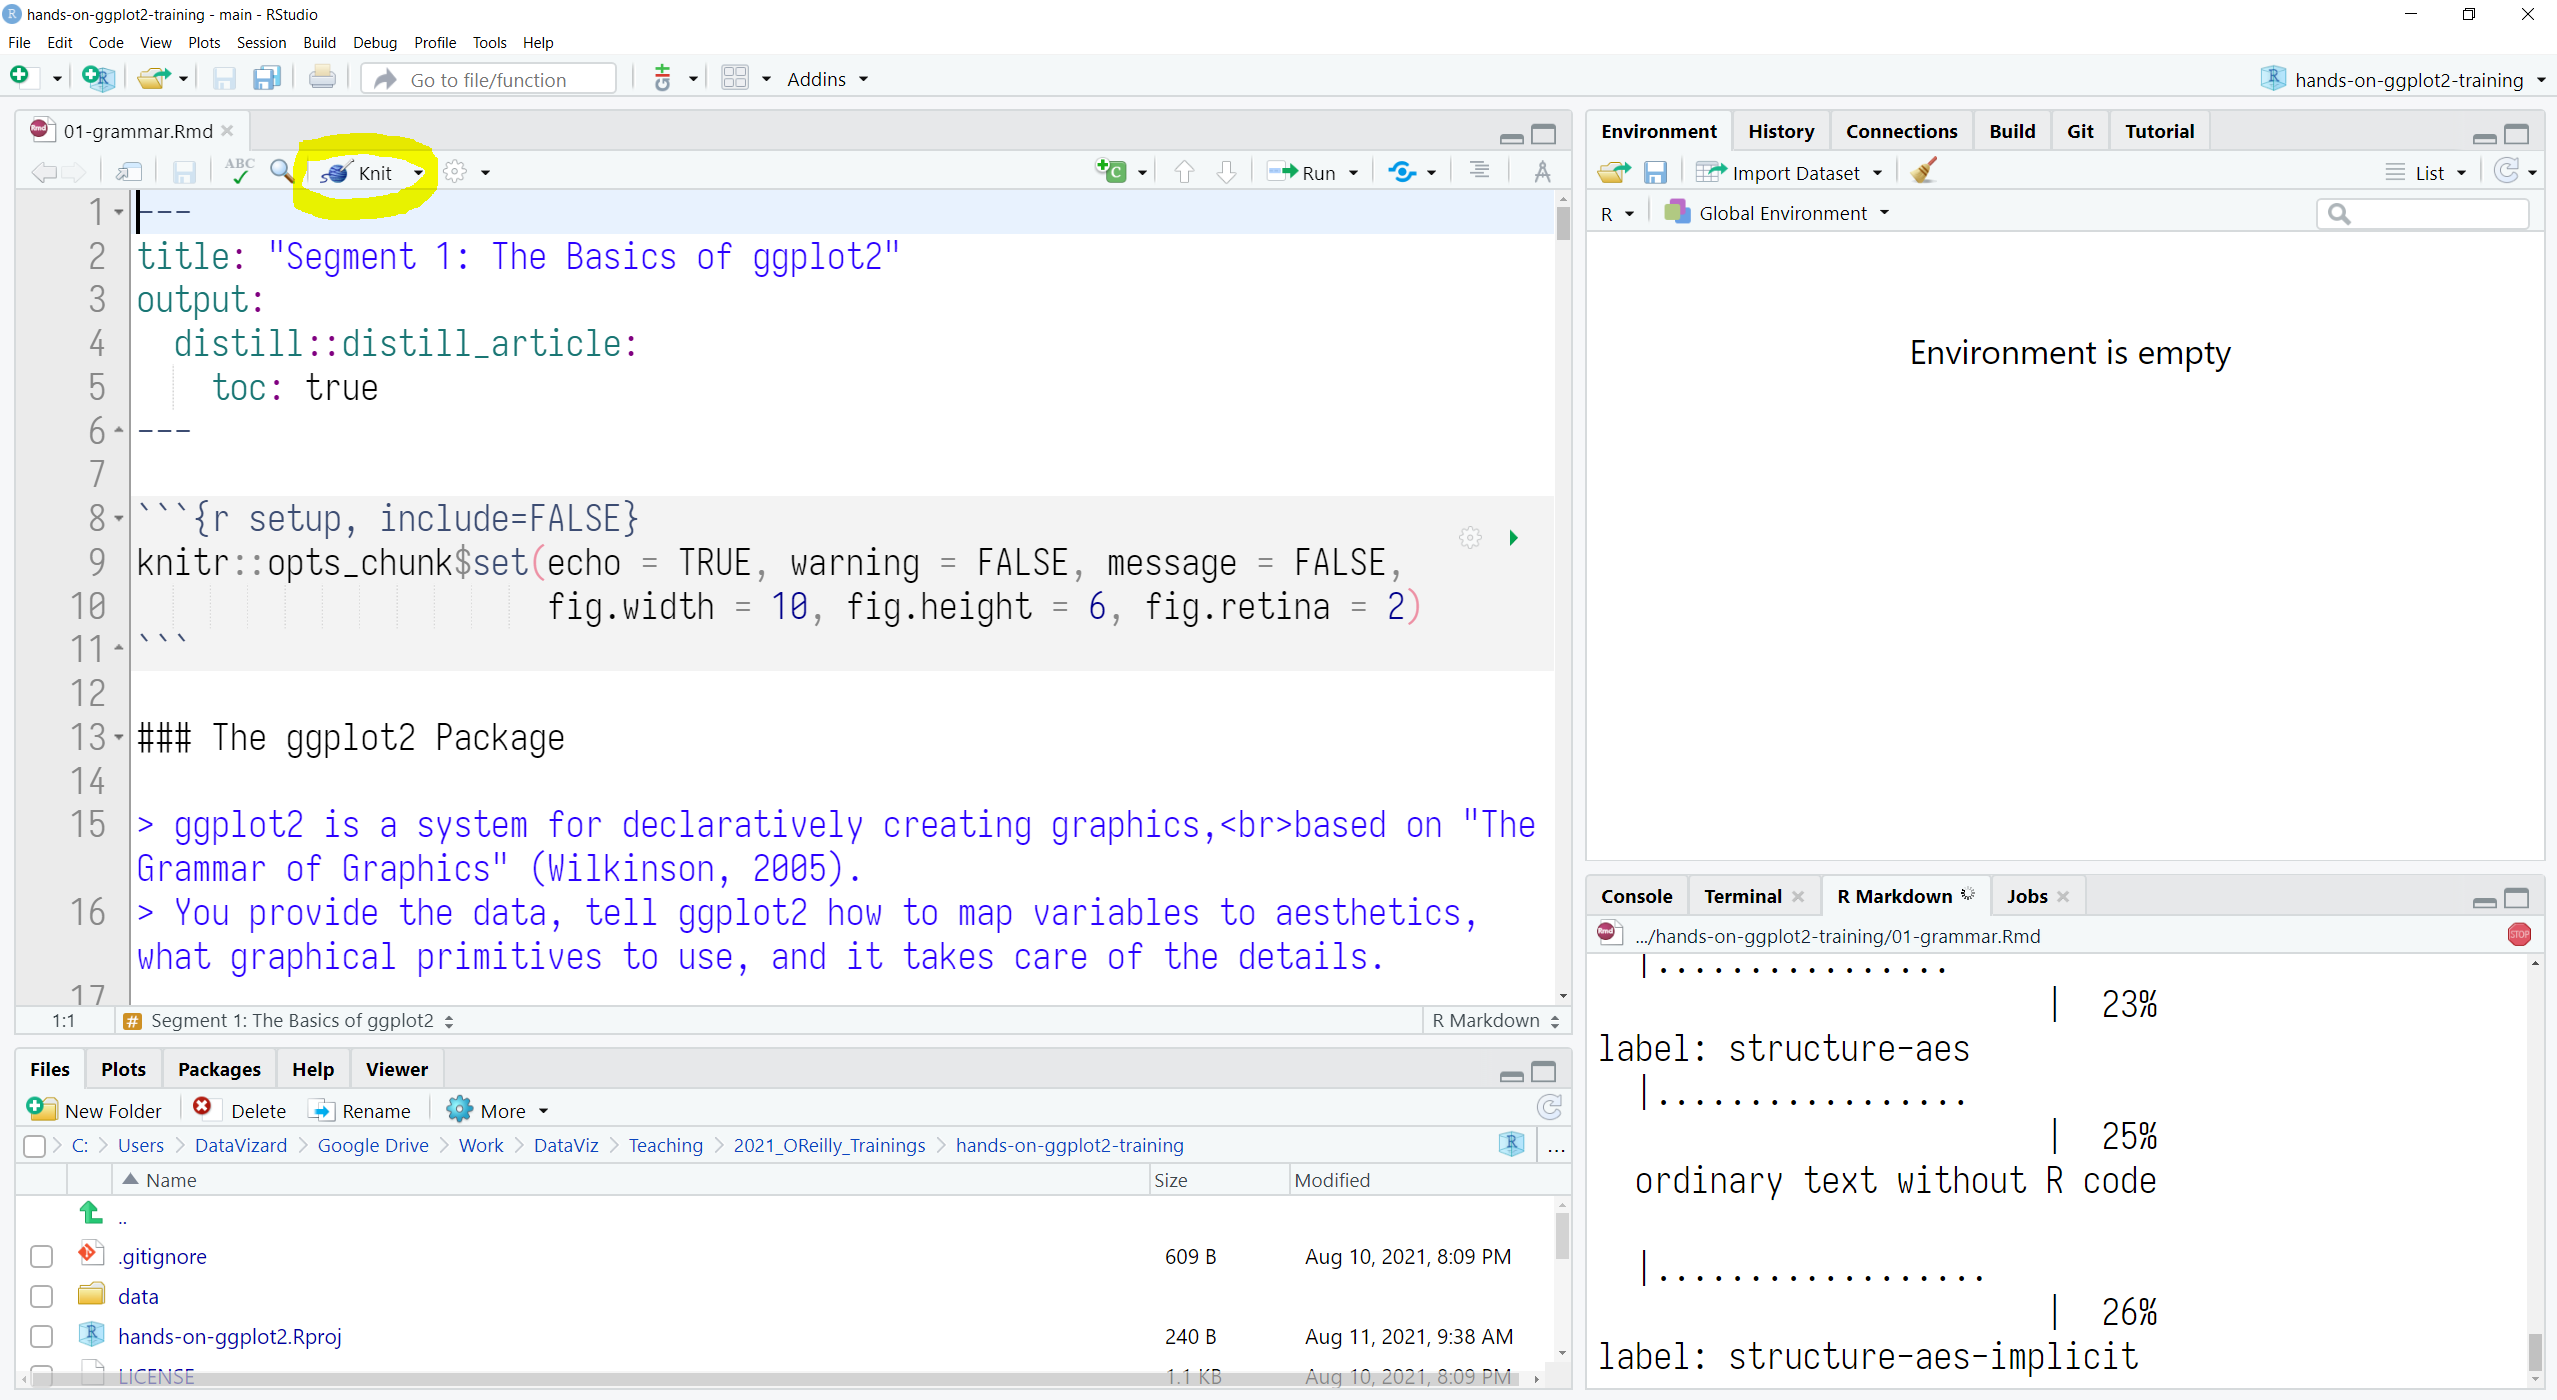 hands-on-ggplot2-training - main - RStudio
File Edit Code View Plots Session Build Debug Profile Tools Help
Go to file/function Addins hands-on-ggplot2-training
01-grammar.Rmd
ABC Knit Run
1 ---
2 title: "Segment 1: The Basics of ggplot2"
3 output:
4 distill::distill_article:
5 toc: true
6 ---
7
8 ```{r setup, include=FALSE}
9 knitr::opts_chunk$set(echo = TRUE, warning = FALSE, message = FALSE,
10 fig.width = 10, fig.height = 6, fig.retina = 2)
11 ```
12
13 ### The ggplot2 Package
14
15 > ggplot2 is a system for declaratively creating graphics,<br>based on "The
Grammar of Graphics" (Wilkinson, 2005).
16 > You provide the data, tell ggplot2 how to map variables to aesthetics,
what graphical primitives to use, and it takes care of the details.
17
1:1 # Segment 1: The Basics of ggplot2 R Markdown
Files Plots Packages Help Viewer
New Folder Delete Rename More
C: Users DataVizard Google Drive Work DataViz Teaching 2021_OReilly_Trainings hands-on-ggplot2-training ...
Name Size Modified
..
.gitignore 609 B Aug 10, 2021, 8:09 PM
data
hands-on-ggplot2.Rproj 240 B Aug 11, 2021, 9:38 AM
LICENSE 1.1 KB Aug 10, 2021, 8:09 PM
Environment History Connections Build Git Tutorial
Import Dataset List
R Global Environment
Environment is empty
Console Terminal R Markdown Jobs
Rmd .../hands-on-ggplot2-training/01-grammar.Rmd STOP
|................
| 23%
label: structure-aes
|.................
| 25%
ordinary text without R code
|..................
| 26%
label: structure-aes-implicit